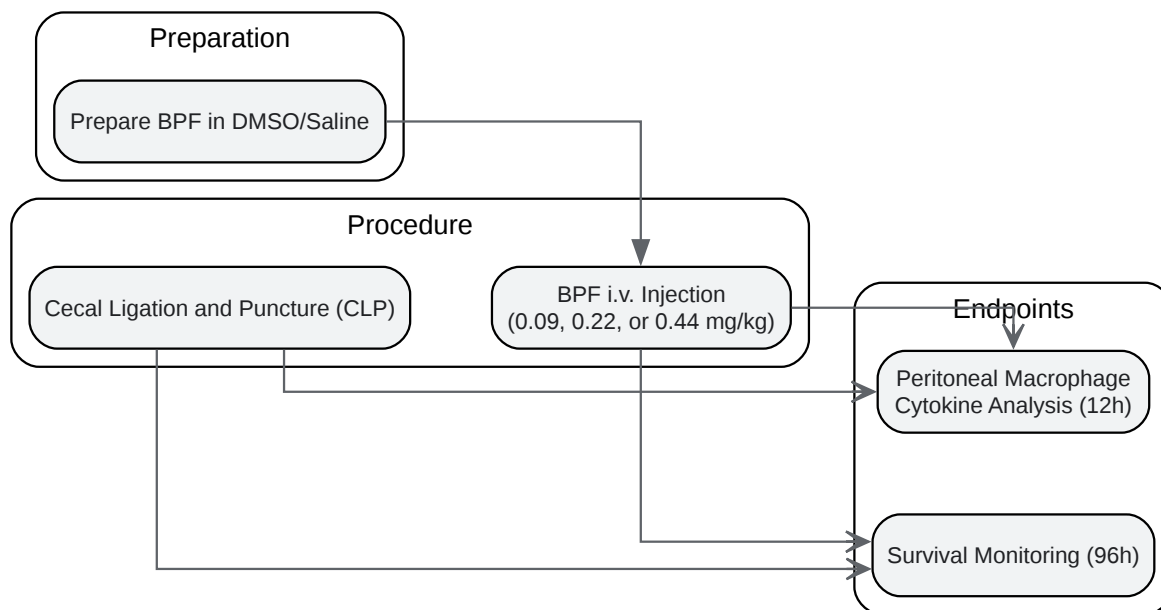 Preparation
Prepare BPF in DMSO/Saline
Procedure
Cecal Ligation and Puncture (CLP)
BPF i.v. Injection
(0.09, 0.22, or 0.44 mg/kg)
Endpoints
Peritoneal Macrophage
Cytokine Analysis (12h)
Survival Monitoring (96h)